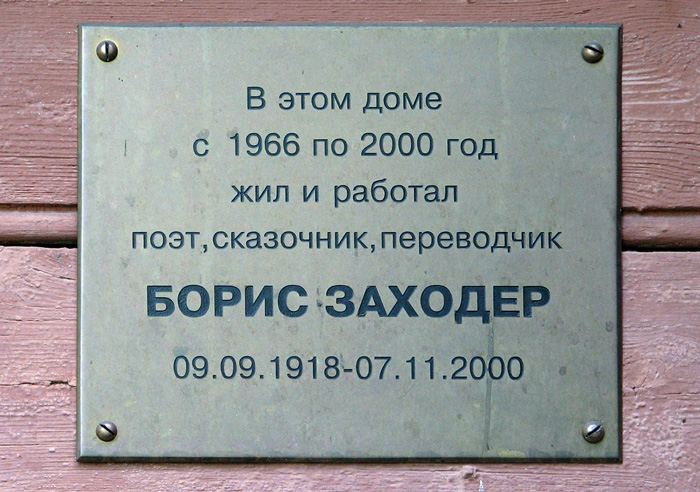 В этом доме
с 1966 по 2000 год
жил и работал
поэт,сказочник,переводчик
БОРИС ЗАХОДЕР
09.09.1918-07.11.2000